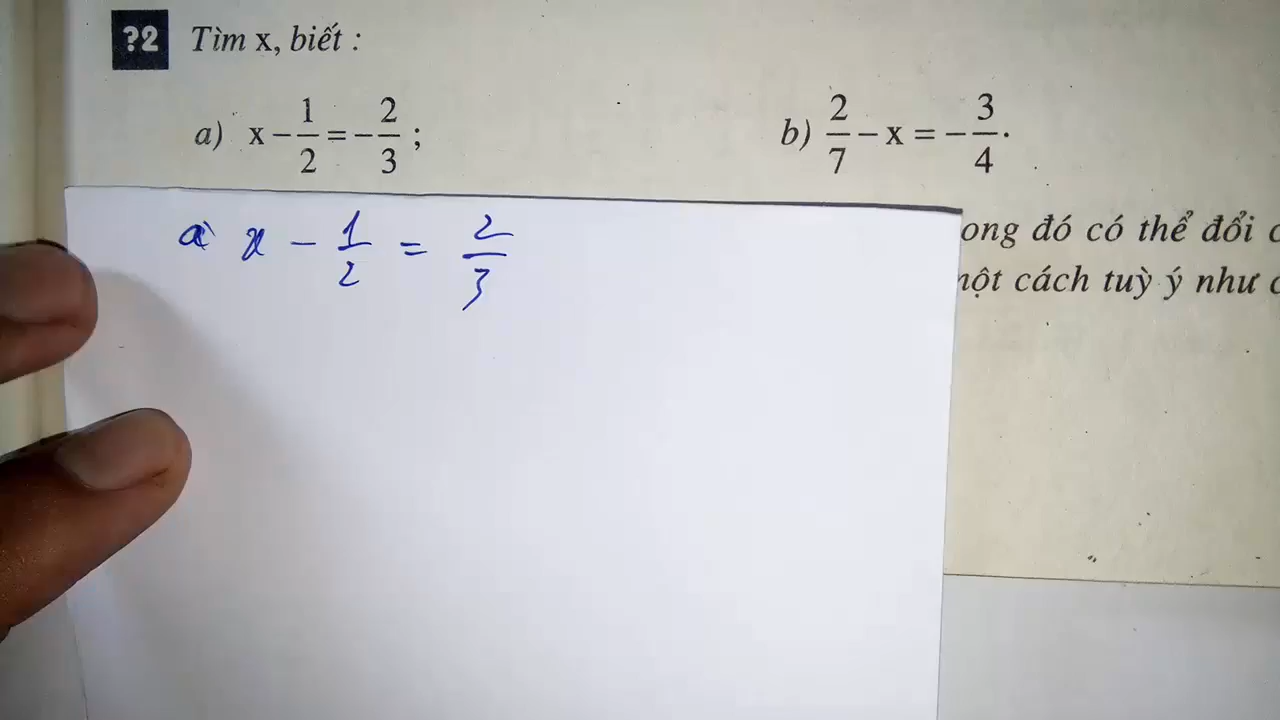 ?2 Tìm x, biết :
a) x − 1/2 = − 2/3 ;
b) 2/7 − x = − 3/4 .
a) x − 1/2 = 2/3
ong đó có thể đổi c
một cách tuỳ ý như c